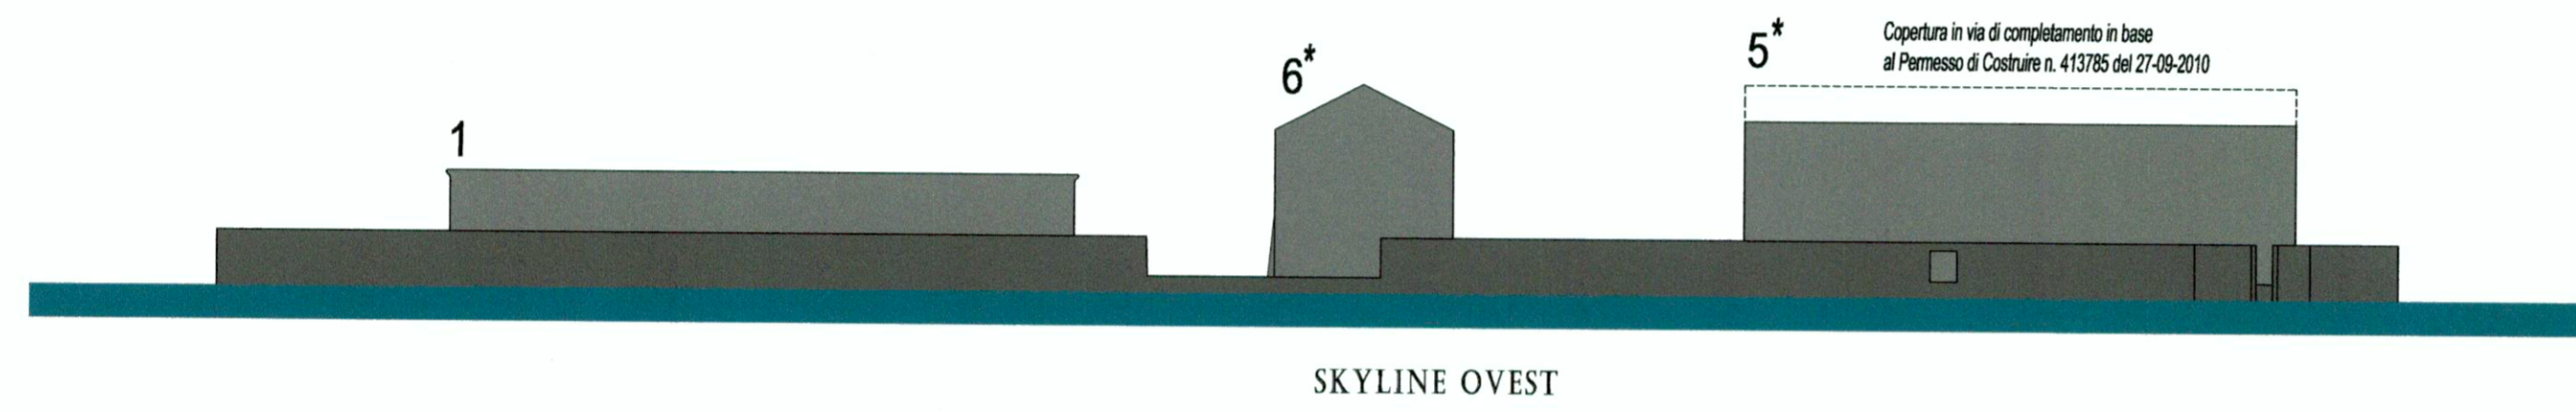 1
6*
5*
Copertura in via di completamento in base
al Permesso di Costruire n. 413785 del 27-09-2010
SKYLINE OVEST